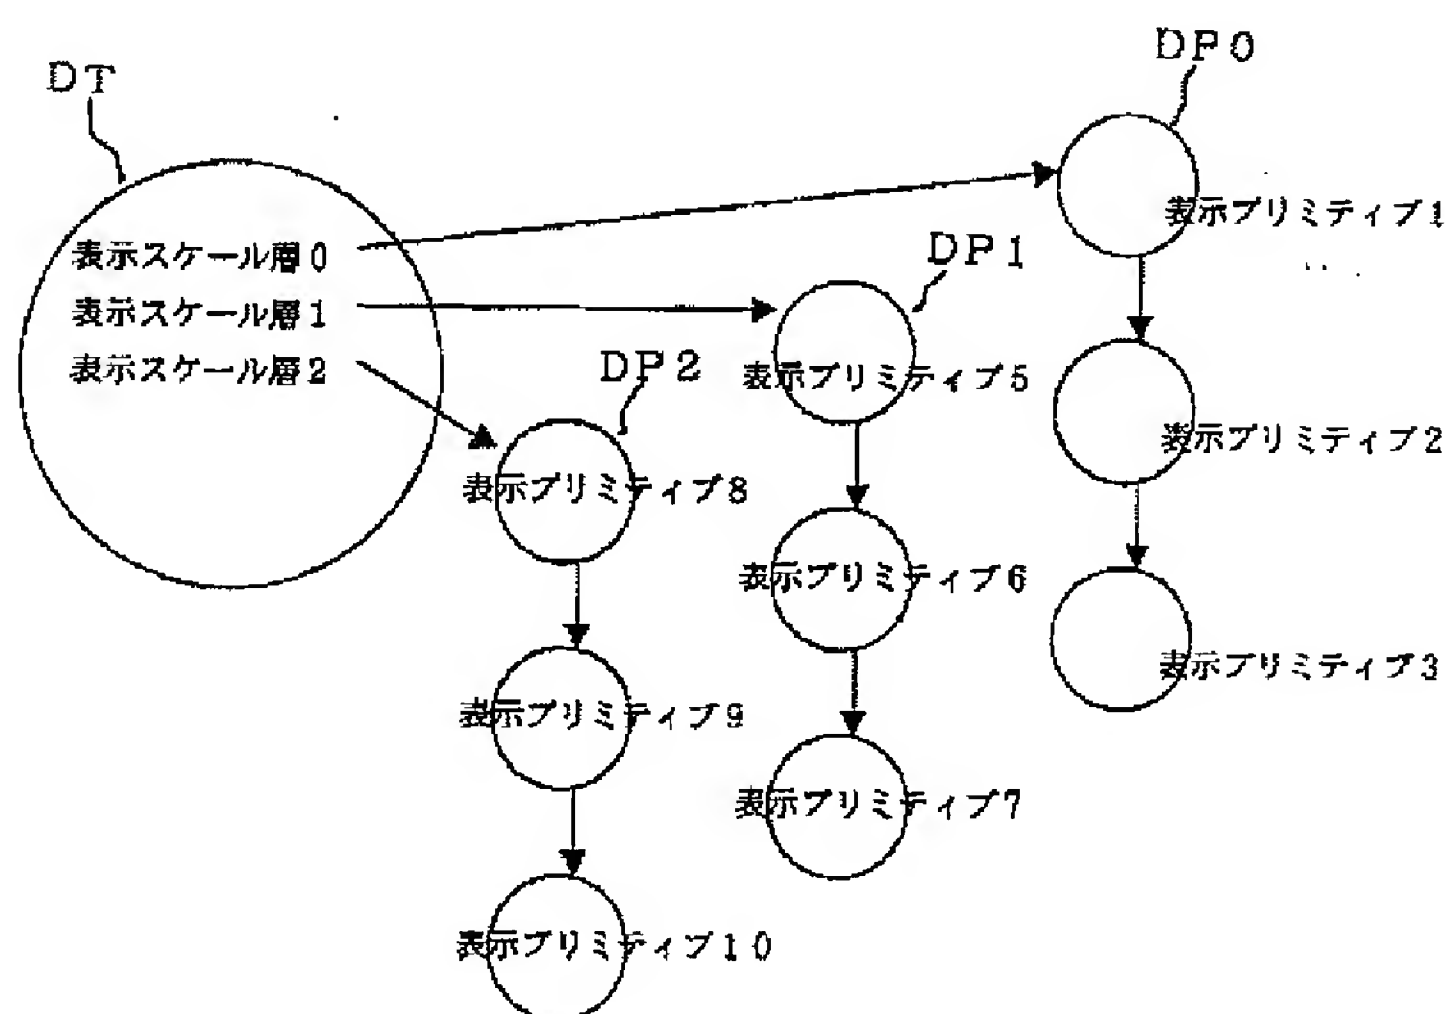 DT
DP0
表示プリミティブ1
表示スケール層0
DP1
表示スケール層1
表示スケール層2
DP2
表示プリミティブ5
表示プリミティブ2
表示プリミティブ8
表示プリミティブ6
表示プリミティブ3
表示プリミティブ9
表示プリミティブ7
表示プリミティブ10